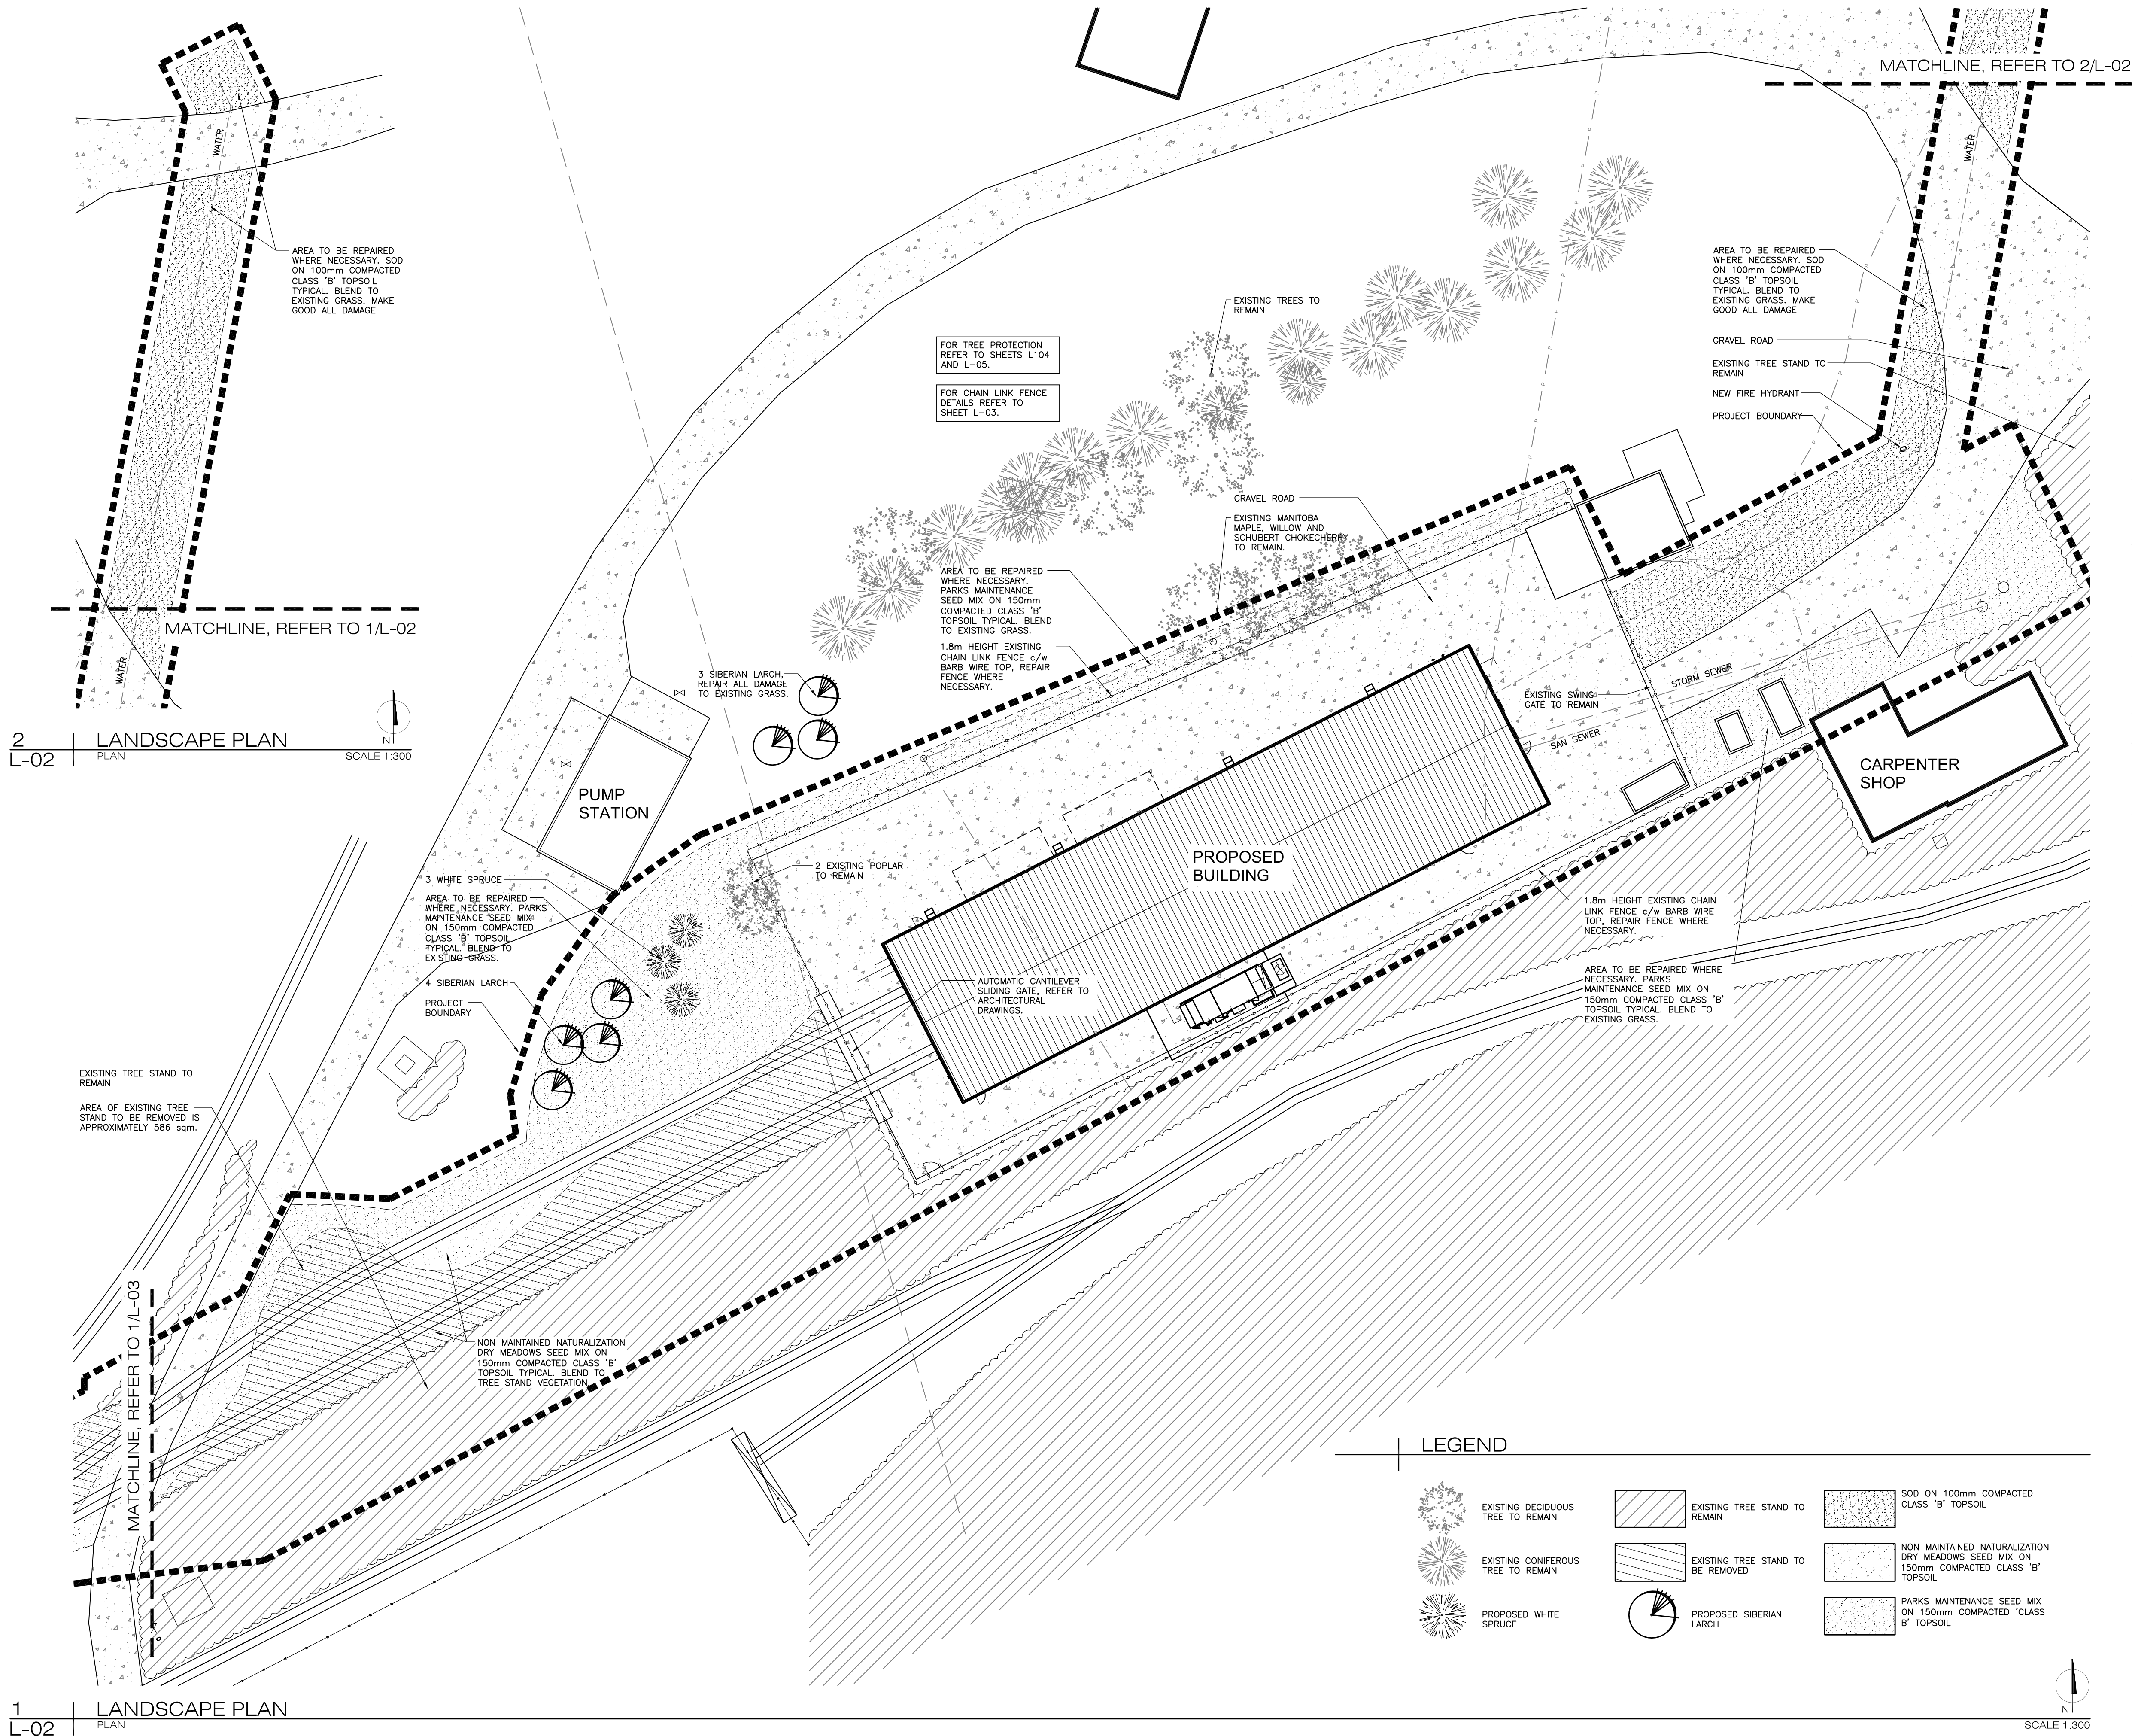 MATCHLINE, REFER TO 2/L-02
WATER
WATER
AREA TO BE REPAIRED
WHERE NECESSARY. SOD
ON 100mm COMPACTED
CLASS 'B' TOPSOIL
TYPICAL. BLEND TO
EXISTING GRASS. MAKE
GOOD ALL DAMAGE
MATCHLINE, REFER TO 1/L-02
WATER
2
L-02
LANDSCAPE PLAN
PLAN
N
SCALE 1:300
AREA TO BE REPAIRED
WHERE NECESSARY. SOD
ON 100mm COMPACTED
CLASS 'B' TOPSOIL
TYPICAL. BLEND TO
EXISTING GRASS. MAKE
GOOD ALL DAMAGE
GRAVEL ROAD
EXISTING TREE STAND TO
REMAIN
NEW FIRE HYDRANT
PROJECT BOUNDARY
EXISTING TREES TO
REMAIN
FOR TREE PROTECTION
REFER TO SHEETS L104
AND L-05.
FOR CHAIN LINK FENCE
DETAILS REFER TO
SHEET L-03.
GRAVEL ROAD
EXISTING MANITOBA
MAPLE, WILLOW AND
SCHUBERT CHOKECHERRY
TO REMAIN.
AREA TO BE REPAIRED
WHERE NECESSARY.
PARKS MAINTENANCE
SEED MIX ON 150mm
COMPACTED CLASS 'B'
TOPSOIL TYPICAL. BLEND
TO EXISTING GRASS.
1.8m HEIGHT EXISTING
CHAIN LINK FENCE c/w
BARB WIRE TOP, REPAIR
FENCE WHERE
NECESSARY.
3 SIBERIAN LARCH,
REPAIR ALL DAMAGE
TO EXISTING GRASS.
EXISTING SWING
GATE TO REMAIN
STORM SEWER
SAN SEWER
CARPENTER
SHOP
PUMP
STATION
PROPOSED
BUILDING
2 EXISTING POPLAR
TO REMAIN
3 WHITE SPRUCE
AREA TO BE REPAIRED
WHERE NECESSARY. PARKS
MAINTENANCE SEED MIX
ON 150mm COMPACTED
CLASS 'B' TOPSOIL
TYPICAL. BLEND TO
EXISTING GRASS.
4 SIBERIAN LARCH
PROJECT
BOUNDARY
AUTOMATIC CANTILEVER
SLIDING GATE, REFER TO
ARCHITECTURAL
DRAWINGS.
1.8m HEIGHT EXISTING CHAIN
LINK FENCE c/w BARB WIRE
TOP, REPAIR FENCE WHERE
NECESSARY.
AREA TO BE REPAIRED WHERE
NECESSARY. PARKS
MAINTENANCE SEED MIX ON
150mm COMPACTED CLASS 'B'
TOPSOIL TYPICAL. BLEND TO
EXISTING GRASS.
EXISTING TREE STAND TO
REMAIN
AREA OF EXISTING TREE
STAND TO BE REMOVED IS
APPROXIMATELY 586 sqm.
MATCHLINE, REFER TO 1/L-03
NON MAINTAINED NATURALIZATION
DRY MEADOWS SEED MIX ON
150mm COMPACTED CLASS 'B'
TOPSOIL TYPICAL. BLEND TO
TREE STAND VEGETATION
LEGEND
EXISTING DECIDUOUS
TREE TO REMAIN
EXISTING TREE STAND TO
REMAIN
SOD ON 100mm COMPACTED
CLASS 'B' TOPSOIL
EXISTING CONIFEROUS
TREE TO REMAIN
EXISTING TREE STAND TO
BE REMOVED
NON MAINTAINED NATURALIZATION
DRY MEADOWS SEED MIX ON
150mm COMPACTED CLASS 'B'
TOPSOIL
PROPOSED WHITE
SPRUCE
PROPOSED SIBERIAN
LARCH
PARKS MAINTENANCE SEED MIX
ON 150mm COMPACTED 'CLASS
B' TOPSOIL
1
L-02
LANDSCAPE PLAN
PLAN
N
SCALE 1:300